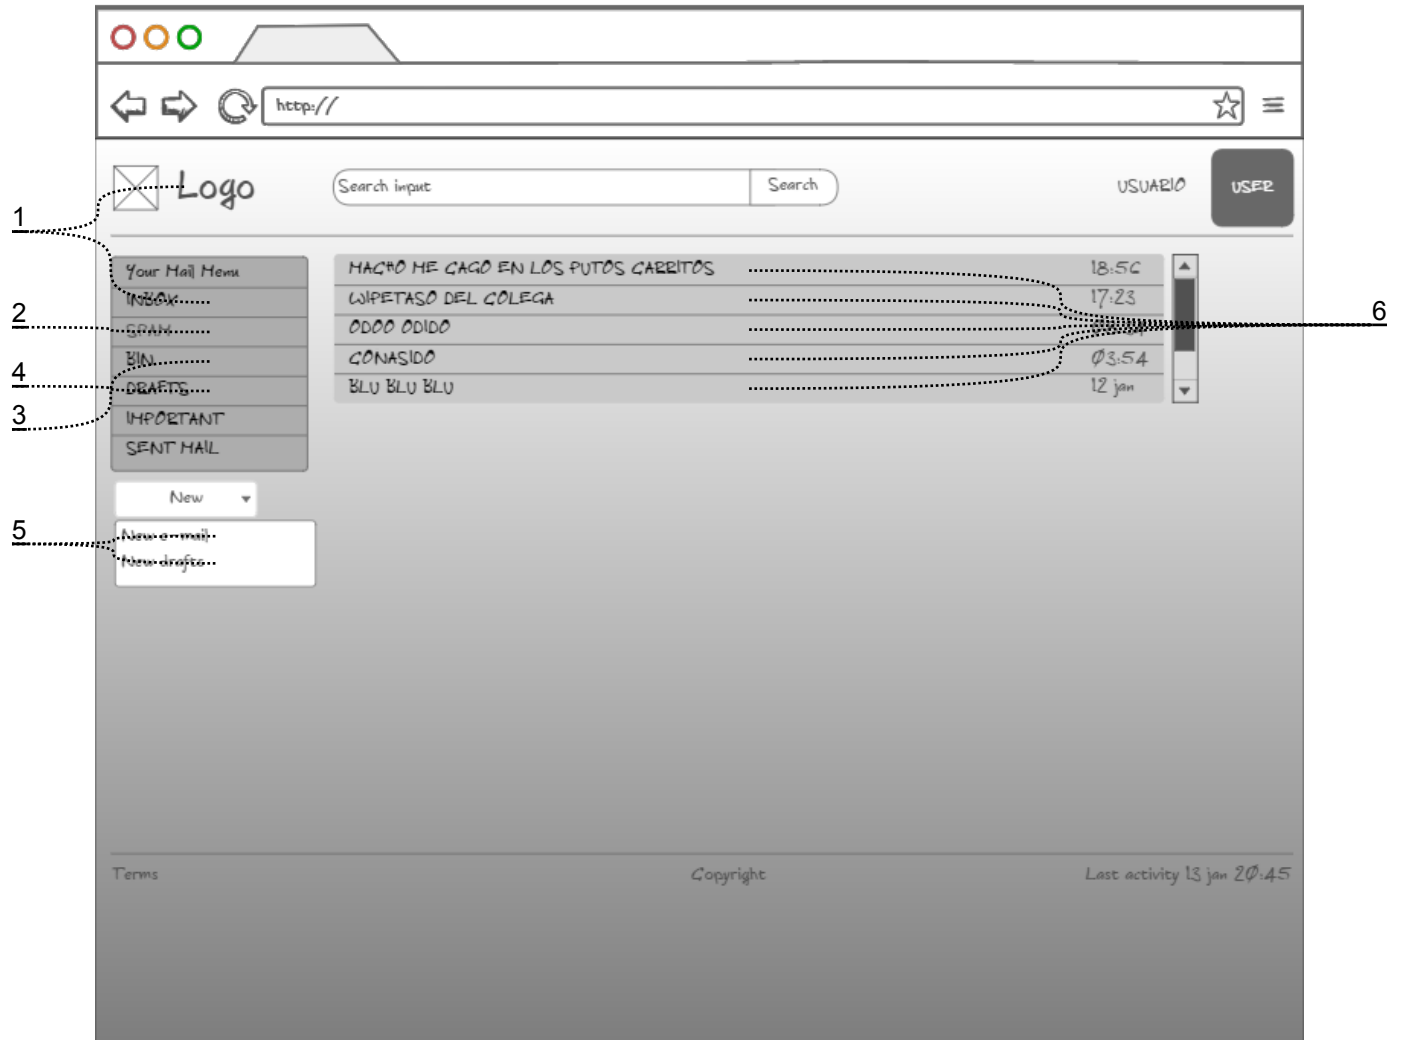 http://
Logo
Search input
Search
USUARIO
USER
1
Your Mail Menu
INBOX
SPAM
BIN
DRAFTS
IMPORTANT
SENT MAIL
2
4
3
MACHO ME CAGO EN LOS PUTOS CARRITOS 18:56
WIPETASO DEL COLEGA 17:23
ODOO ODIDO
CONASIDO 03:54
BLU BLU BLU 12 jan
6
New
5
New e-mail
New drafts
Terms
Copyright
Last activity 13 jan 20:45